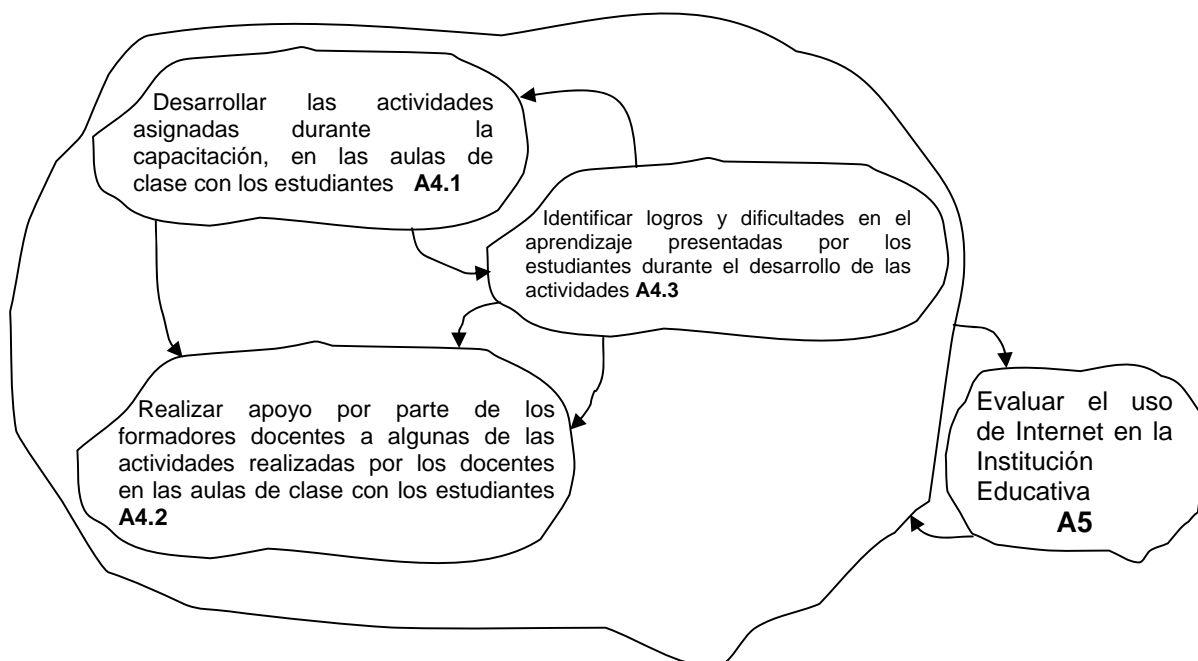 Desarrollar las actividades
asignadas durante la
capacitación, en las aulas de
clase con los estudiantes A4.1
Identificar logros y dificultades en el
aprendizaje presentadas por los
estudiantes durante el desarrollo de las
actividades A4.3
Realizar apoyo por parte de los
formadores docentes a algunas de las
actividades realizadas por los docentes
en las aulas de clase con los estudiantes
A4.2
Evaluar el uso
de Internet en la
Institución
Educativa
A5